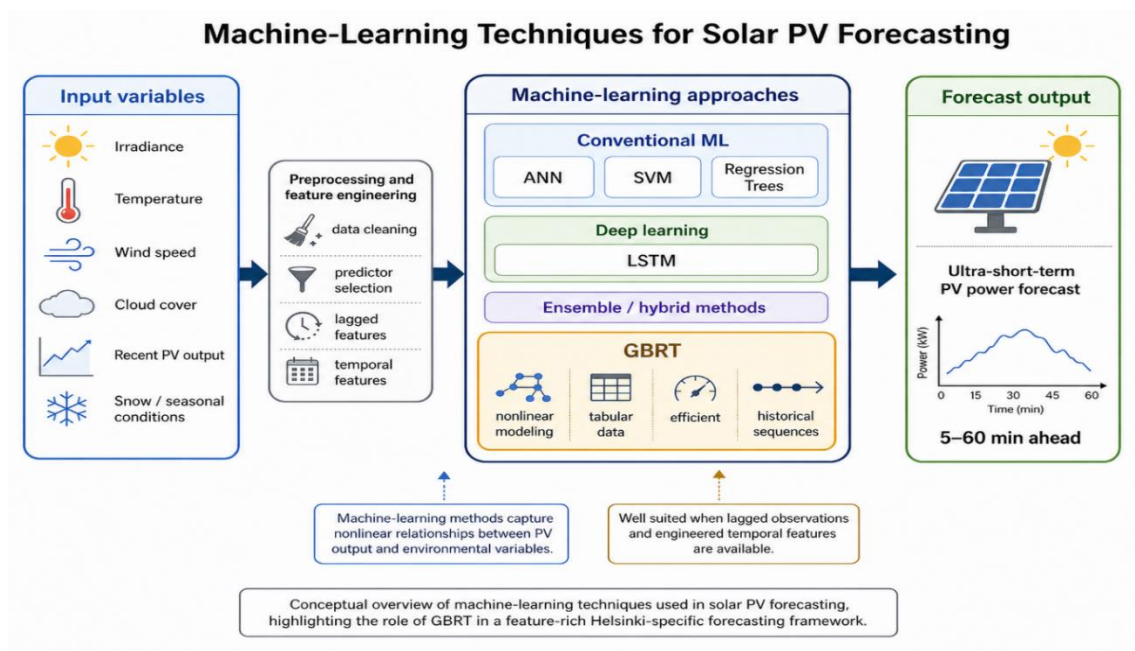 Machine-Learning Techniques for Solar PV Forecasting
Input variables
Irradiance
Temperature
Wind speed
Cloud cover
Recent PV output
Snow / seasonal
conditions
Preprocessing and
feature engineering
data cleaning
predictor
selection
lagged
features
temporal
features
Machine-learning approaches
Conventional ML
ANN
SVM
Regression
Trees
Deep learning
LSTM
Ensemble / hybrid methods
GBRT
nonlinear
modeling
tabular
data
efficient
historical
sequences
Forecast output
Ultra-short-term
PV power forecast
Power (kW)
0 15 30 45 60
Time (min)
5–60 min ahead
Machine-learning methods capture
nonlinear relationships between PV
output and environmental variables.
Well suited when lagged observations
and engineered temporal features
are available.
Conceptual overview of machine-learning techniques used in solar PV forecasting,
highlighting the role of GBRT in a feature-rich Helsinki-specific forecasting framework.